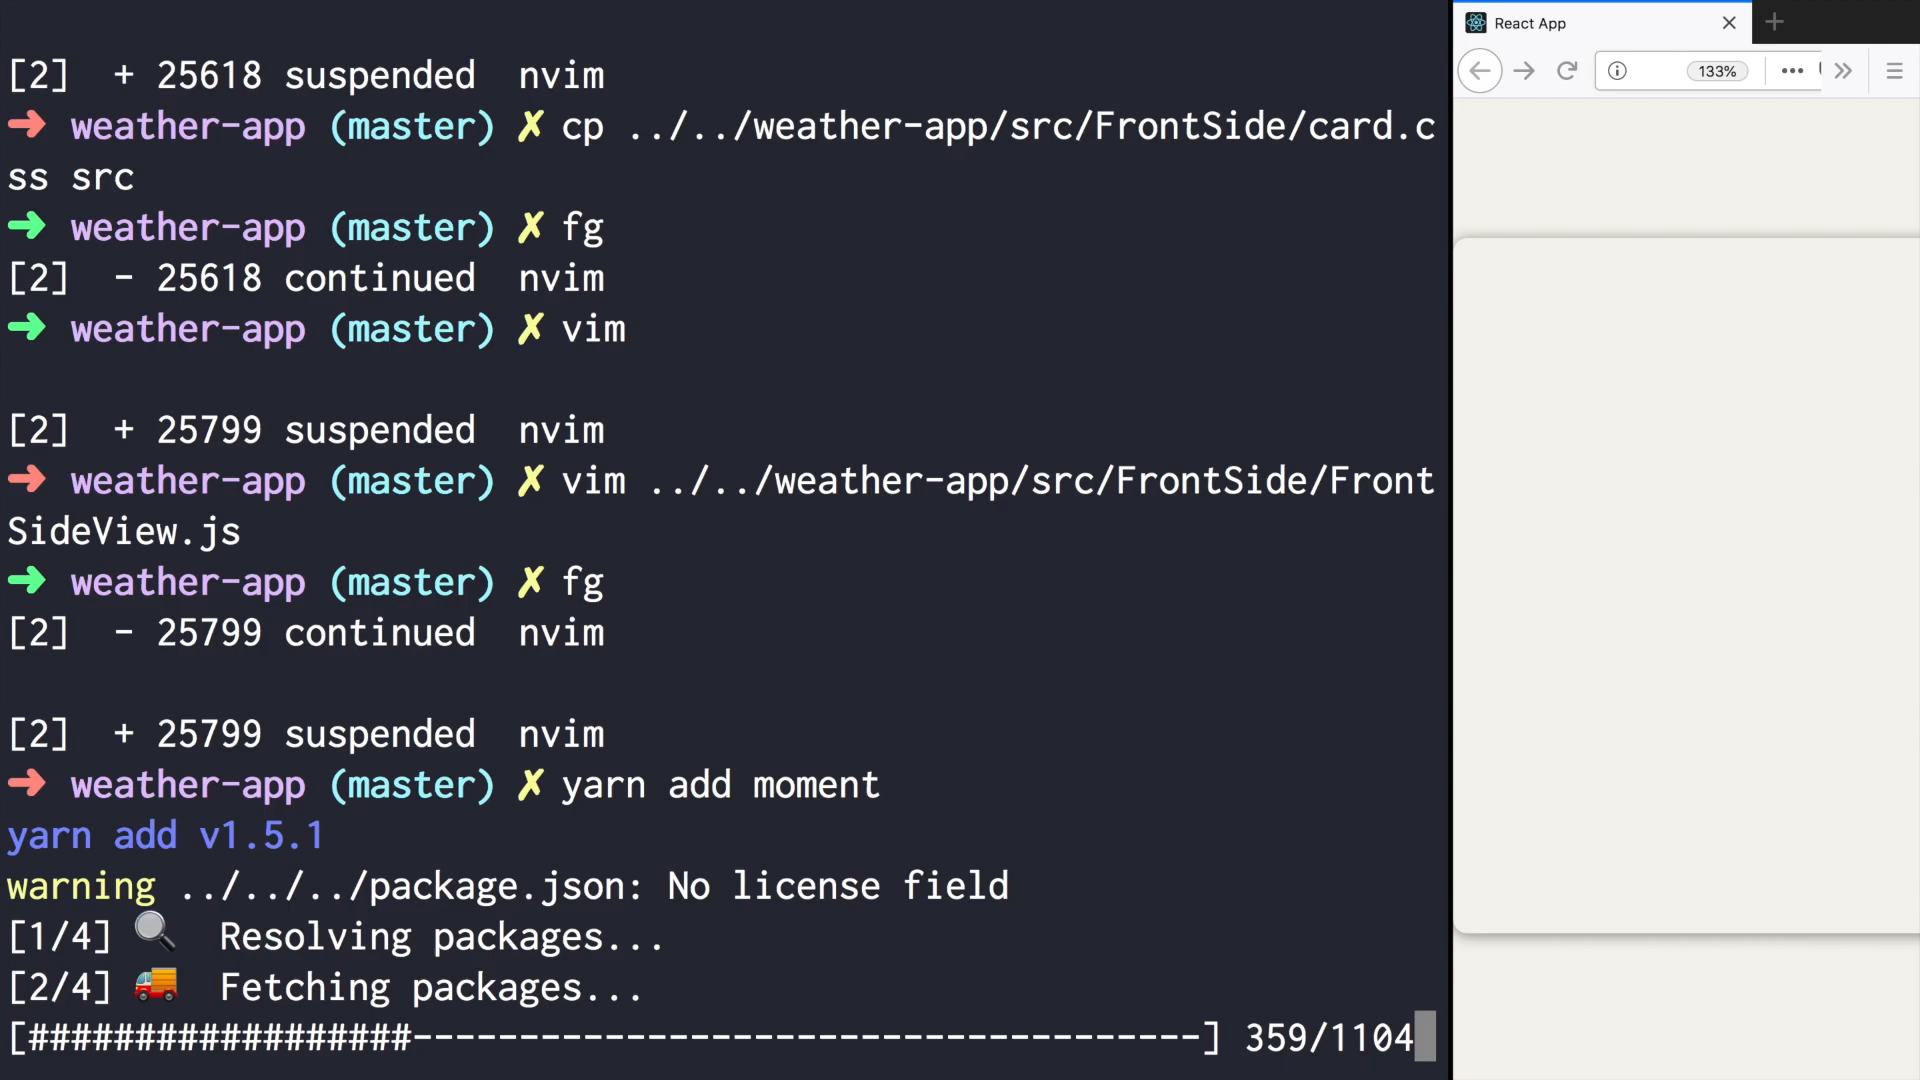 [2]  + 25618 suspended  nvim
➜ weather-app (master) ✗ cp ../../weather-app/src/FrontSide/card.c
ss src
➜ weather-app (master) ✗ fg
[2]  - 25618 continued  nvim
➜ weather-app (master) ✗ vim
[2]  + 25799 suspended  nvim
➜ weather-app (master) ✗ vim ../../weather-app/src/FrontSide/Front
SideView.js
➜ weather-app (master) ✗ fg
[2]  - 25799 continued  nvim
[2]  + 25799 suspended  nvim
➜ weather-app (master) ✗ yarn add moment
yarn add v1.5.1
warning ../../../package.json: No license field
[1/4] 🔍  Resolving packages...
[2/4] 🚚  Fetching packages...
[##################-------------------------------------] 359/1104
React App
133%